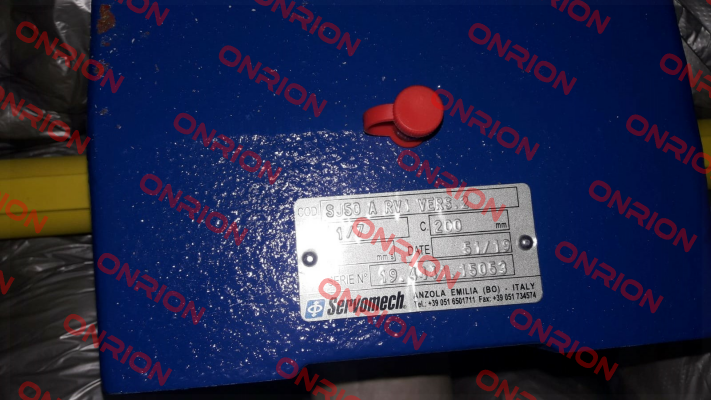 COD. SJ50 A RV1 VERS.2
1/7 C. 200 mm
DATE 51/19
19.
15063
Servomech
ANZOLA EMILIA (BO) - ITALY
Tel.: +39 051 6501711 Fax: +39 051 734574
ONRION